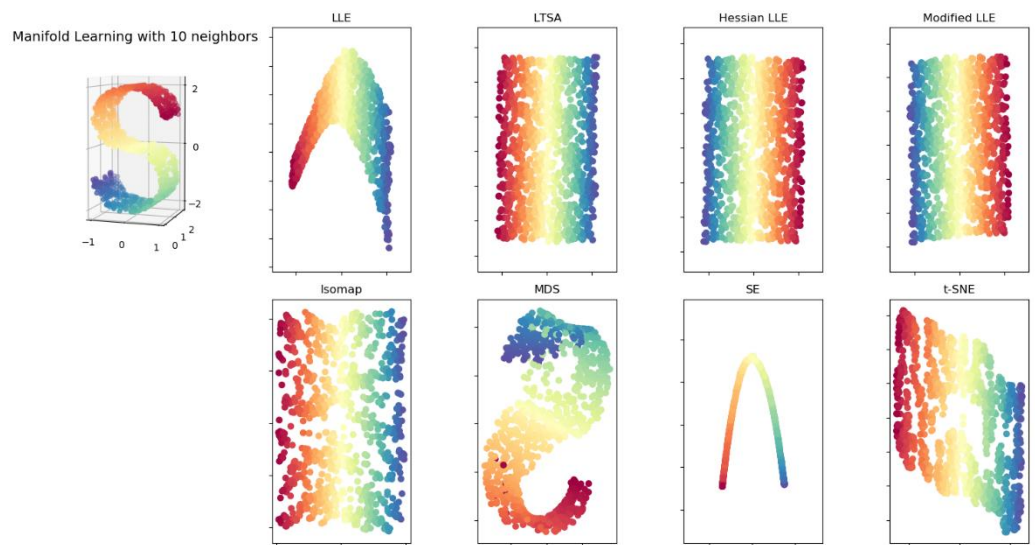 LLE
LTSA
Hessian LLE
Modified LLE
Manifold Learning with 10 neighbors
2
0
−2
−1
0
1
0
2
Isomap
MDS
SE
t-SNE